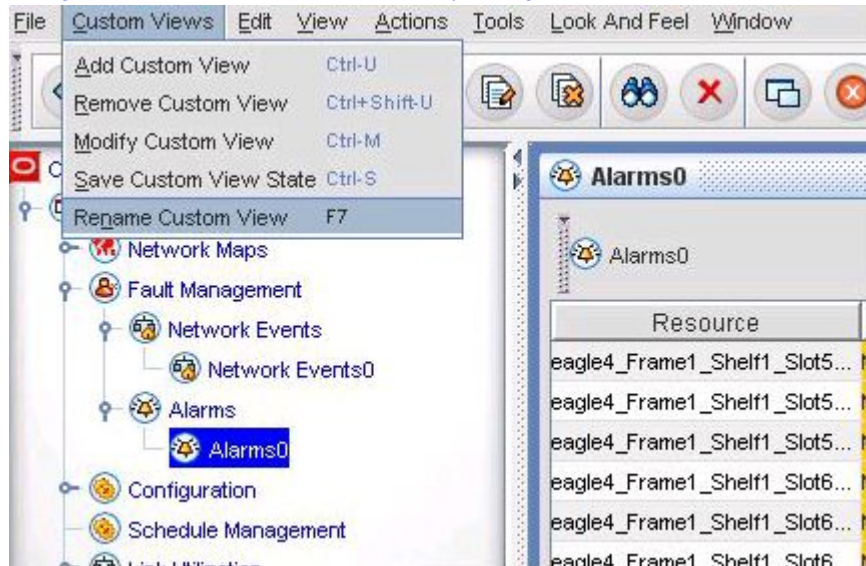 File Custom Views Edit View Actions Tools Look And Feel Window
Add Custom View Ctrl-U
Remove Custom View Ctrl+Shift-U
Modify Custom View Ctrl-M
Save Custom View State Ctrl-S
Rename Custom View F7
Network Maps
Fault Management
Network Events
Network Events0
Alarms
Alarms0
Configuration
Schedule Management
Alarms0
Alarms0
Resource
eagle4_Frame1_Shelf1_Slot5...
eagle4_Frame1_Shelf1_Slot5...
eagle4_Frame1_Shelf1_Slot5...
eagle4_Frame1_Shelf1_Slot6...
eagle4_Frame1_Shelf1_Slot6...
eagle4_Frame1_Shelf1_Slot6